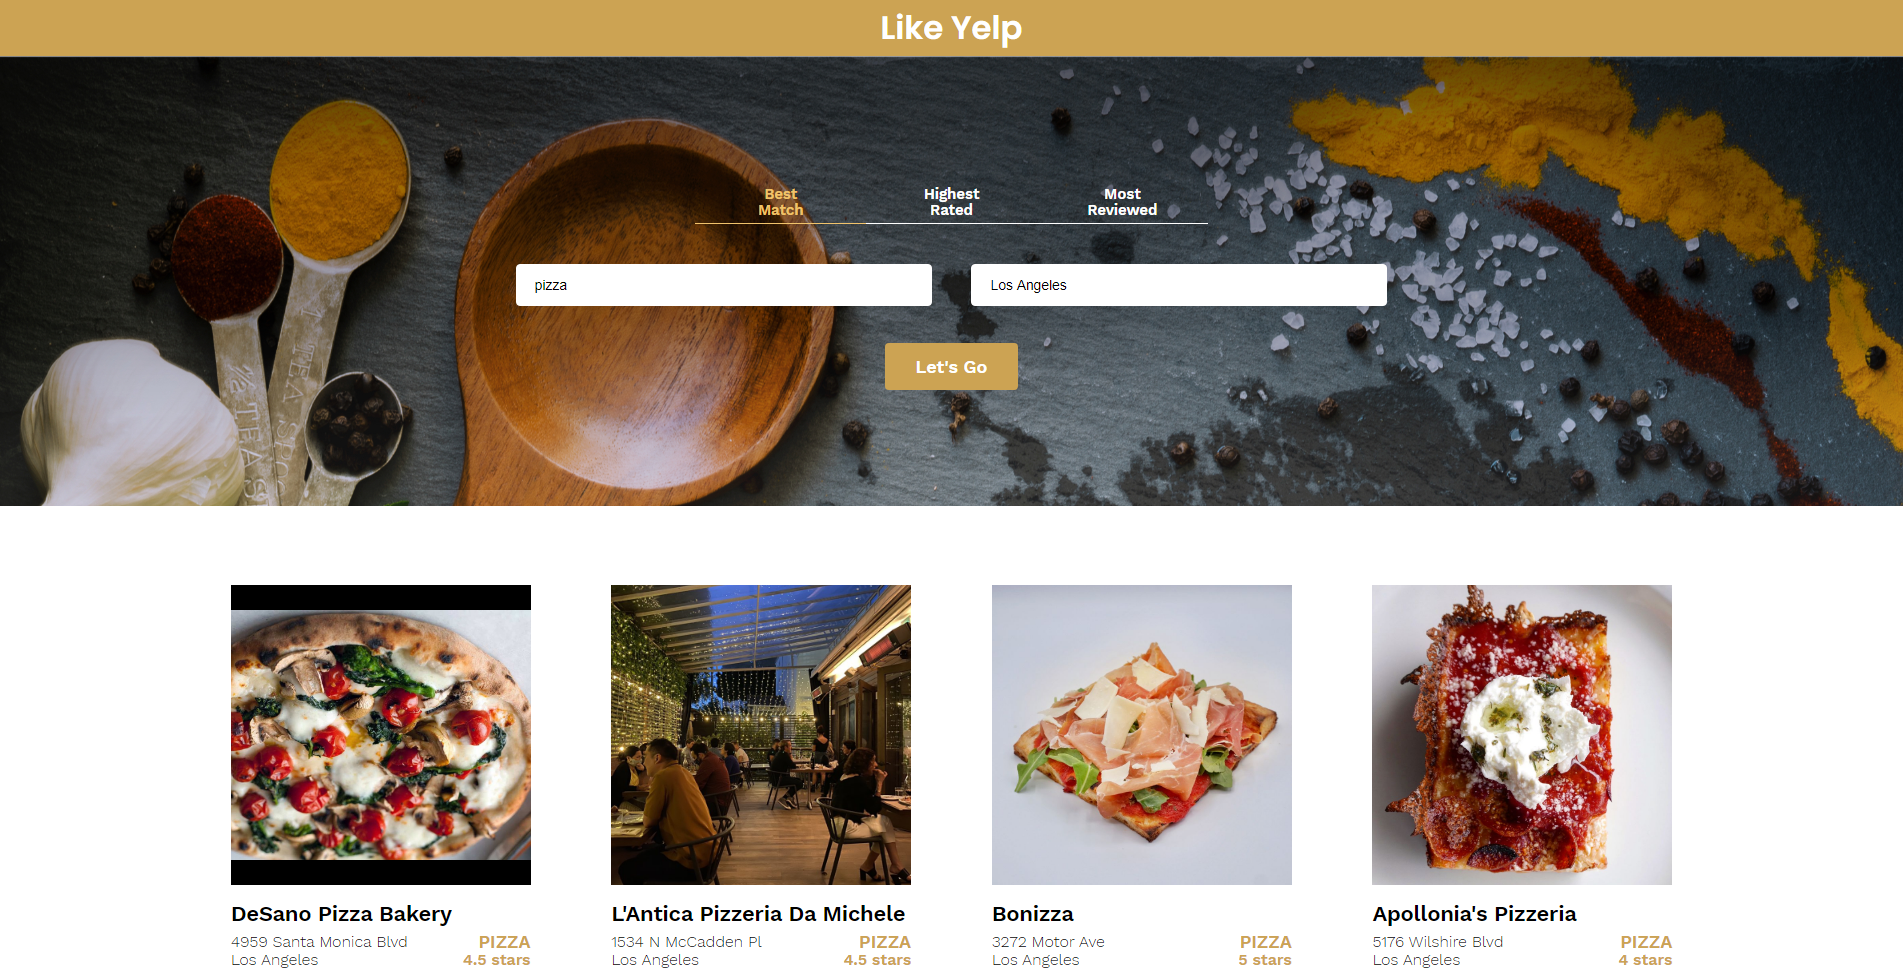 Like Yelp
Best
Match
Highest
Rated
Most
Reviewed
pizza
Los Angeles
Let's Go
DeSano Pizza Bakery
4959 Santa Monica Blvd
Los Angeles
PIZZA
4.5 stars
L'Antica Pizzeria Da Michele
1534 N McCadden Pl
Los Angeles
PIZZA
4.5 stars
Bonizza
3272 Motor Ave
Los Angeles
PIZZA
5 stars
Apollonia's Pizzeria
5176 Wilshire Blvd
Los Angeles
PIZZA
4 stars